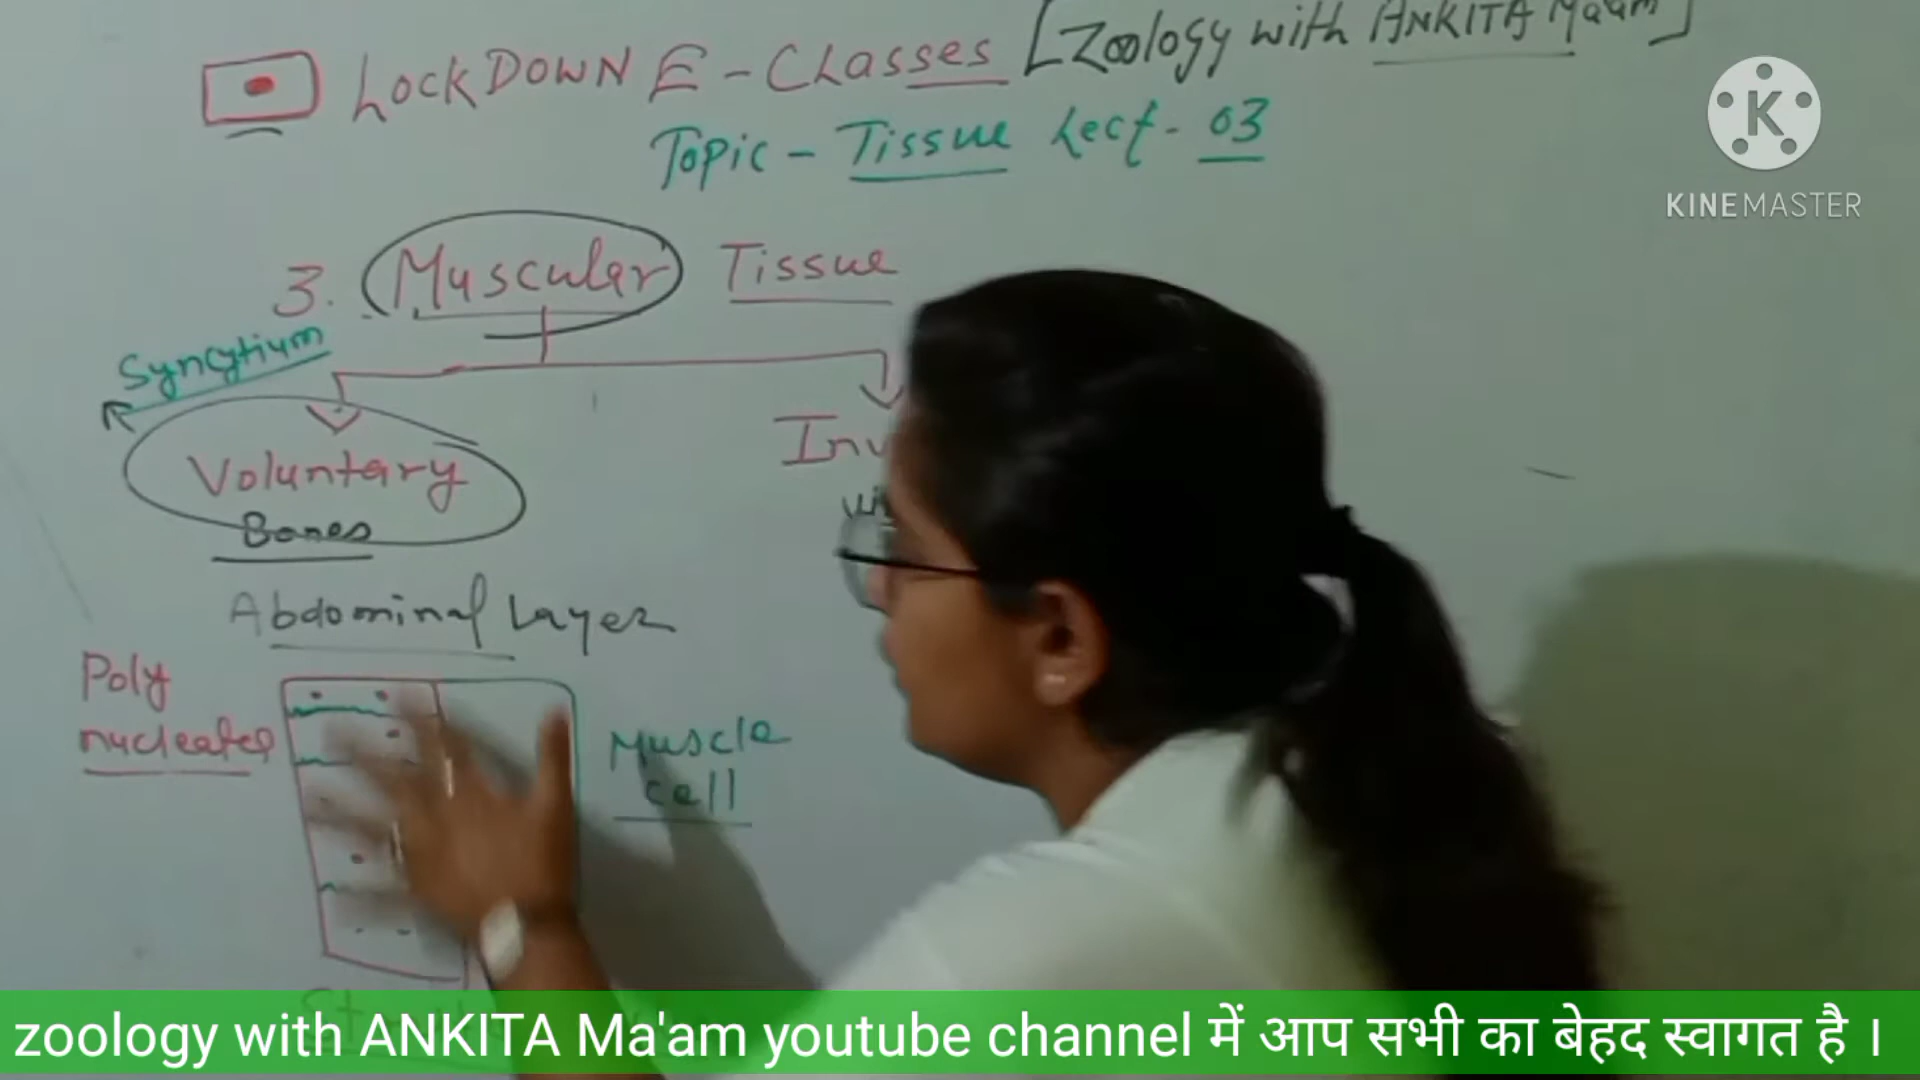 LOCKDOWN E-Classes [Zoology with ANKITA Ma'am]
Topic - Tissue Lect- 03
KINEMASTER
3. Muscular Tissue
Syncytium
Voluntary
Bones
Abdominal Layer
Poly
nucleated
Muscle
cell
zoology with ANKITA Ma'am youtube channel में आप सभी का बेहद स्वागत है ।